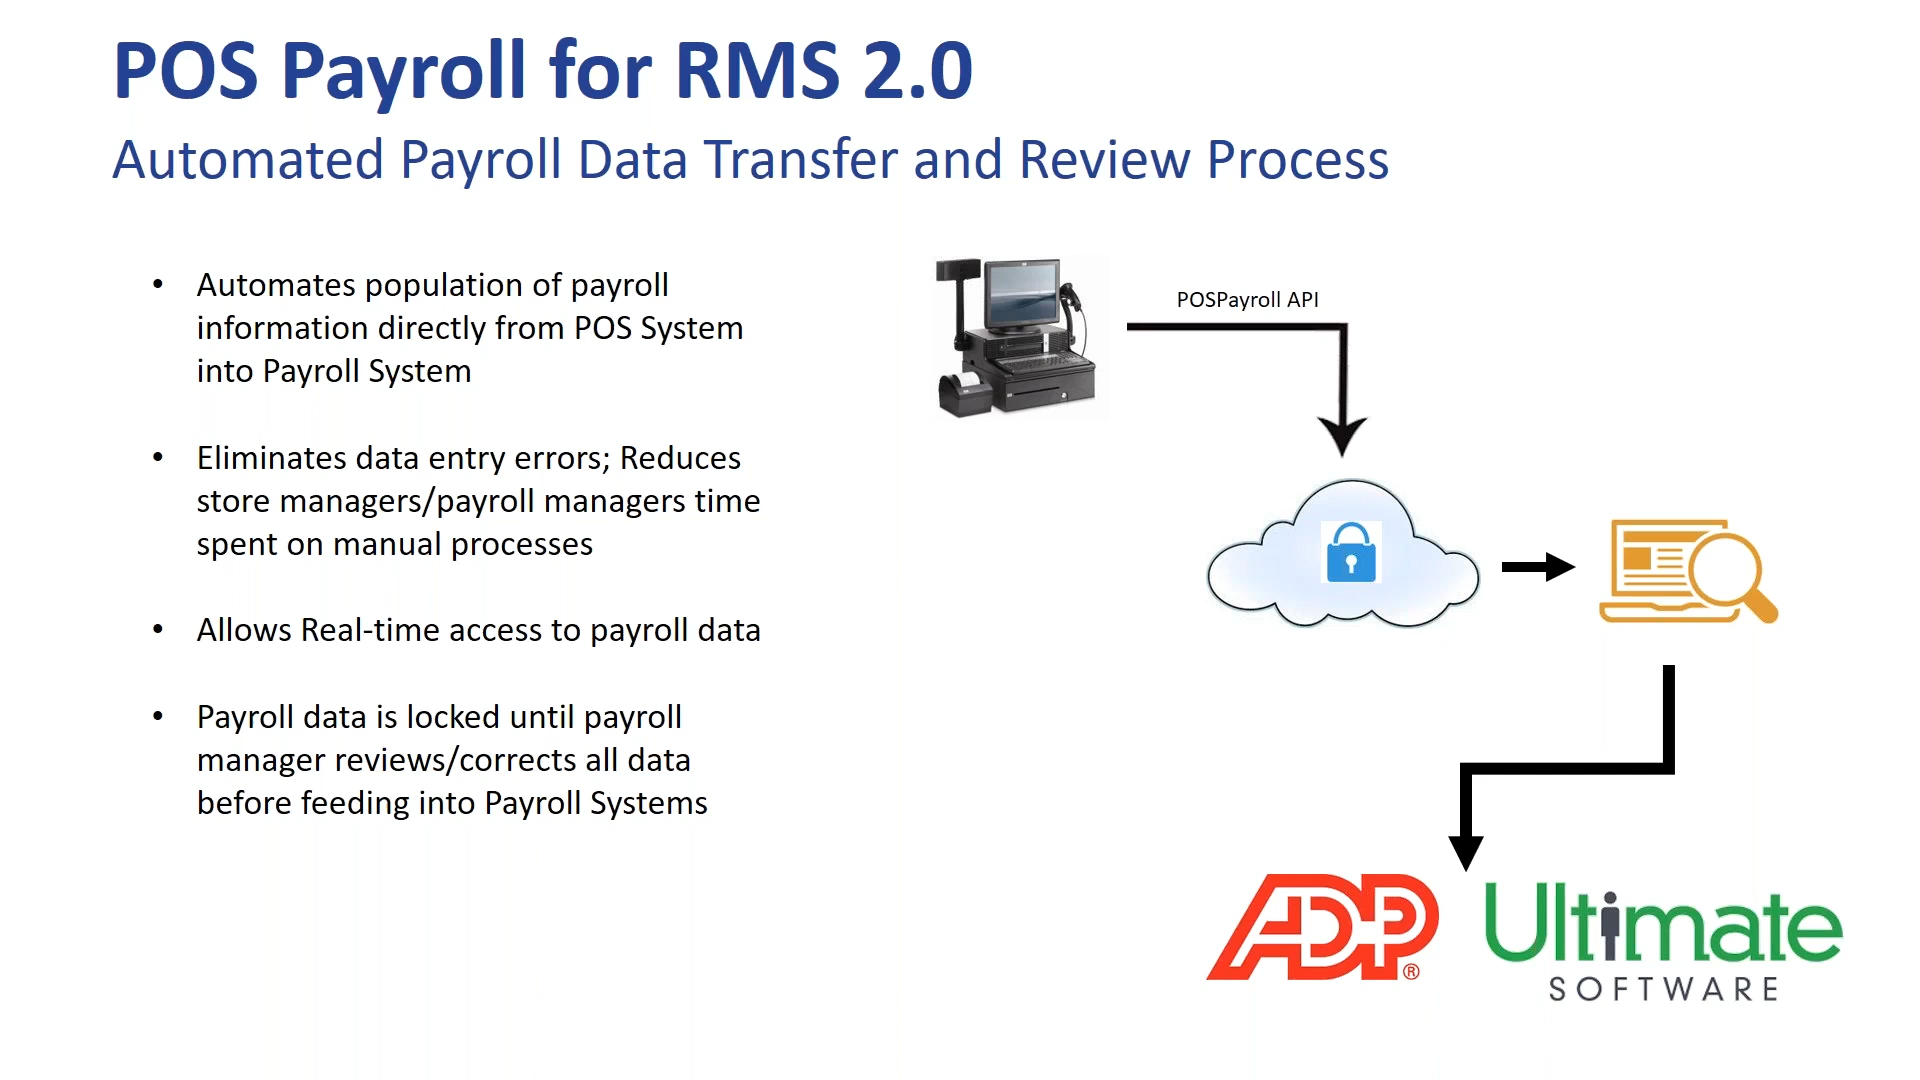 POS Payroll for RMS 2.0
Automated Payroll Data Transfer and Review Process
• Automates population of payroll
information directly from POS System
into Payroll System
• Eliminates data entry errors; Reduces
store managers/payroll managers time
spent on manual processes
• Allows Real-time access to payroll data
• Payroll data is locked until payroll
manager reviews/corrects all data
before feeding into Payroll Systems
POSPayroll API
ADP®
Ultimate
SOFTWARE